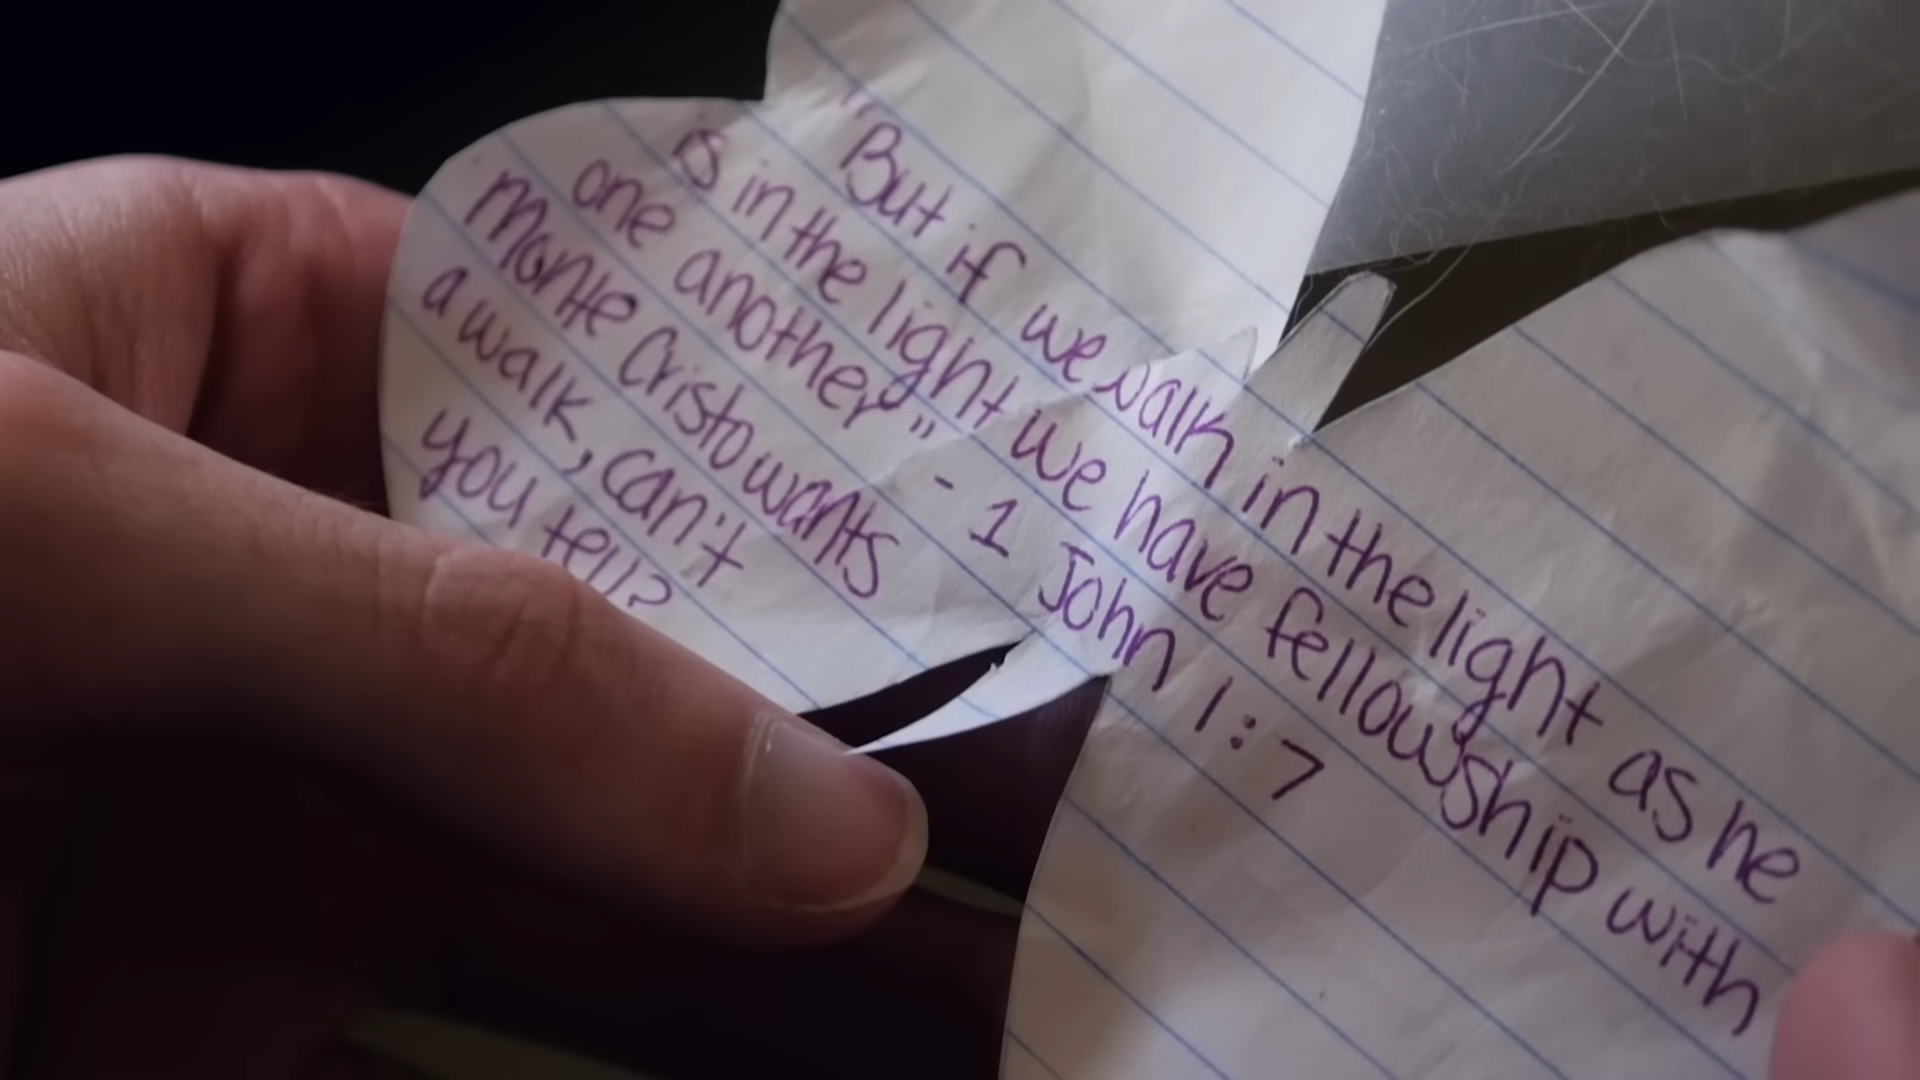 "But if we walk in the light as he
is in the light we have fellowship with
one another" - 1 John 1:7
Monte Cristo wants
a walk, can't
you tell?